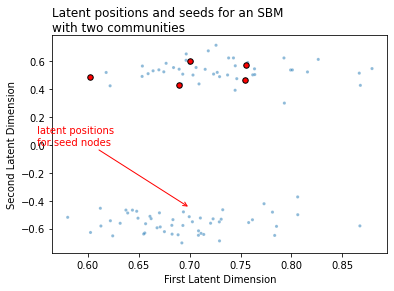 Latent positions and seeds for an SBM
with two communities
Second Latent Dimension
0.6
0.4
0.2
0.0
−0.2
−0.4
−0.6
latent positions
for seed nodes
0.60
0.65
0.70
0.75
0.80
0.85
First Latent Dimension